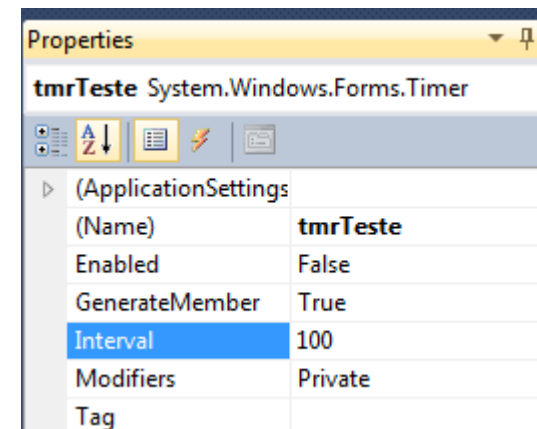 Properties
tmrTeste System.Windows.Forms.Timer
(ApplicationSettings
(Name) tmrTeste
Enabled False
GenerateMember True
Interval 100
Modifiers Private
Tag